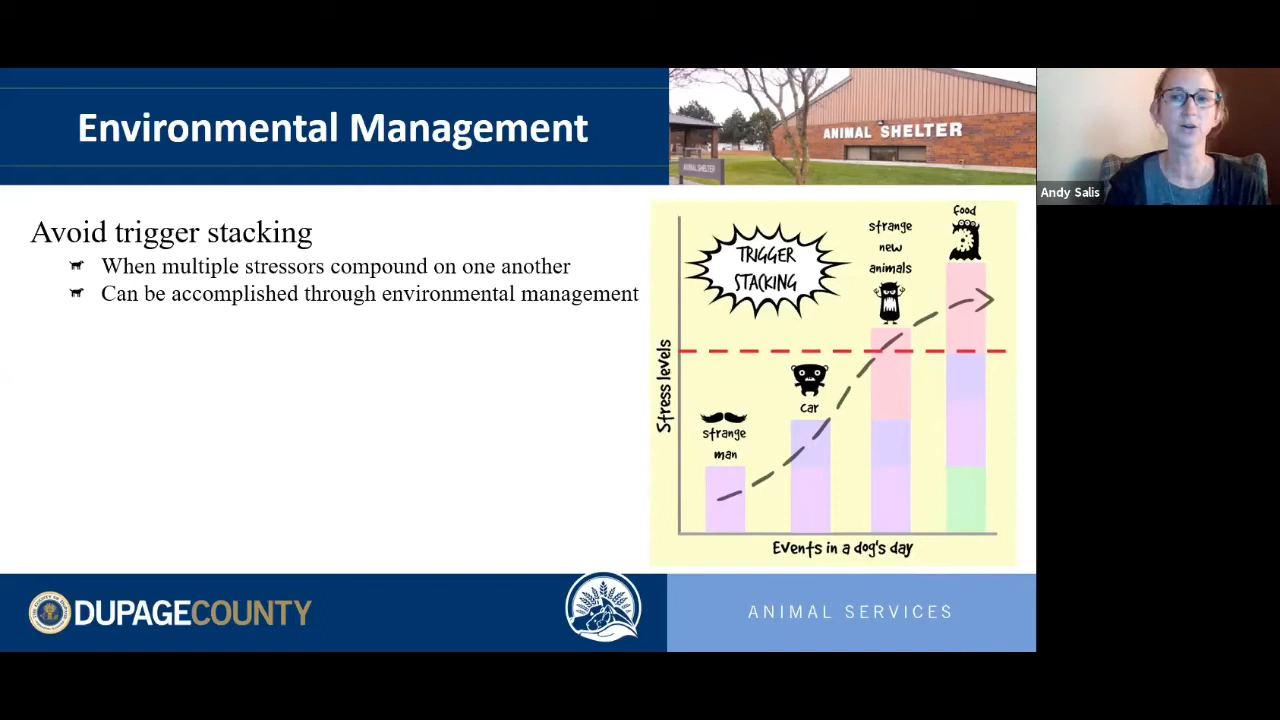 Environmental Management
ANIMAL SHELTER
ANIMAL SHELTER
Andy Salis
Avoid trigger stacking
When multiple stressors compound on one another
Can be accomplished through environmental management
TRIGGER
STACKING
strange
man
car
strange
new
animals
food
Stress levels
Events in a dog's day
DUPAGECOUNTY
ANIMAL SERVICES